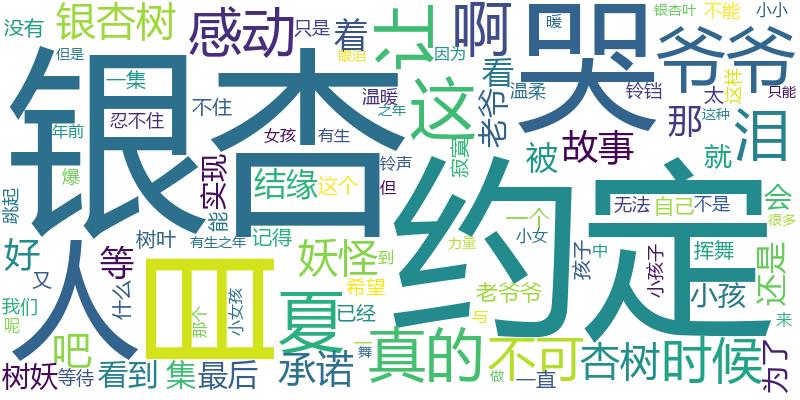 没有
银杏树
感动
只是
着
让
啊
哭
暖
银杏叶
不能
小小
但是
眼泪
因为
爷爷
一集
不住
温暖
这
看
温柔
铃铛
太
这样
只能
银杏
年前
忍不住
女孩
有生
之年
老爷
那
这种
泪
爆
实现
结缘
这个
铃声
但
寂寞
被
故事
就
跳起
能
约定
一个
无法
自己
不是
会
很多
好
树叶
有生之年
记得
妖怪
到
力量
小女
孩子
中
小孩子
挥舞
还是
人
等
又
什么
皿
夏
希望
老爷爷
小孩
我们
呢
那个
小女孩
已经
与
来
吧
舞
真的
不可
杏树
时候
为了
树妖
等待
看到
集
最后
承诺
一
做
一直